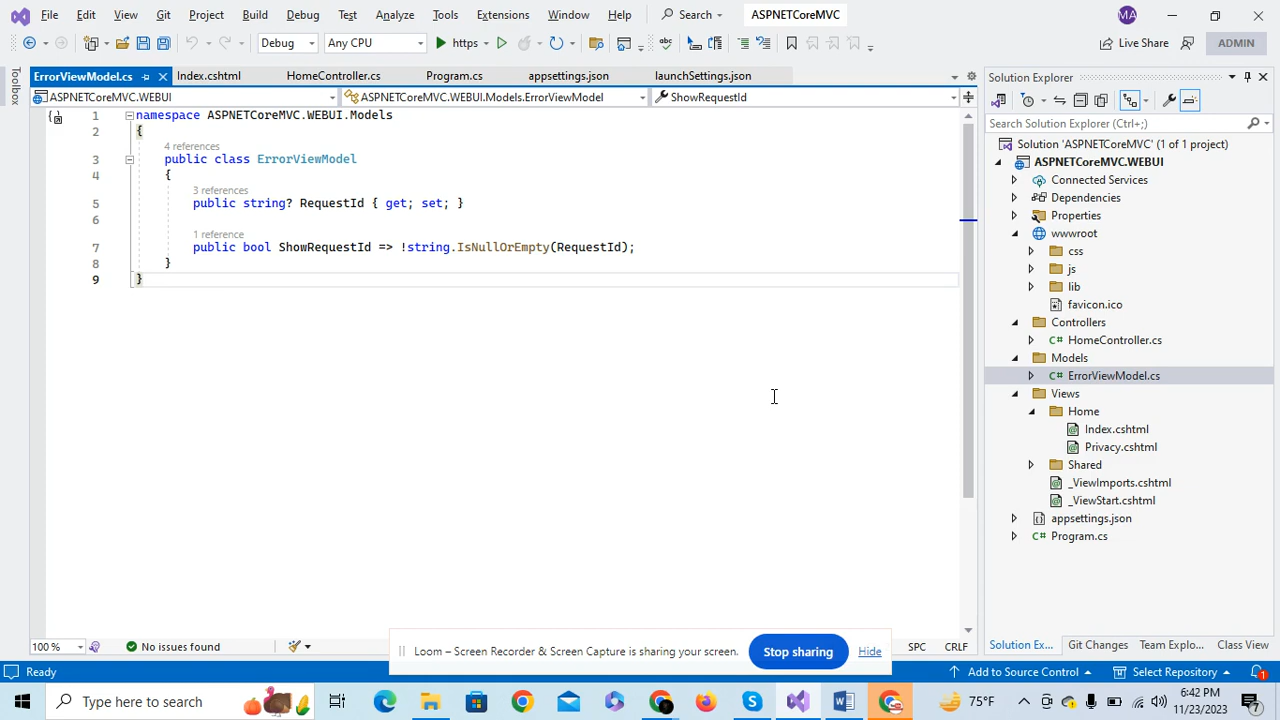 File Edit View Git Project Build Debug Test Analyze Tools Extensions Window Help Search ASPNETCoreMVC MA
Debug Any CPU https Live Share ADMIN
ErrorViewModel.cs Index.cshtml HomeController.cs Program.cs appsettings.json launchSettings.json
ASPNETCoreMVC.WEBUI ASPNETCoreMVC.WEBUI.Models.ErrorViewModel ShowRequestId
Toolbox
1 namespace ASPNETCoreMVC.WEBUI.Models
2 {
4 references
3 public class ErrorViewModel
4 {
3 references
5 public string? RequestId { get; set; }
6
1 reference
7 public bool ShowRequestId => !string.IsNullOrEmpty(RequestId);
8 }
9 }
Solution Explorer
Search Solution Explorer (Ctrl+;)
Solution 'ASPNETCoreMVC' (1 of 1 project)
ASPNETCoreMVC.WEBUI
Connected Services
Dependencies
Properties
wwwroot
css
js
lib
favicon.ico
Controllers
C# HomeController.cs
Models
C# ErrorViewModel.cs
Views
Home
Index.cshtml
Privacy.cshtml
Shared
_ViewImports.cshtml
_ViewStart.cshtml
appsettings.json
C# Program.cs
Solution Ex... Git Changes Team Explo... Class View
100 % No issues found SPC CRLF
Loom – Screen Recorder & Screen Capture is sharing your screen. Stop sharing Hide
Ready Add to Source Control Select Repository 1
Type here to search 75°F 6:42 PM
11/23/2023 7